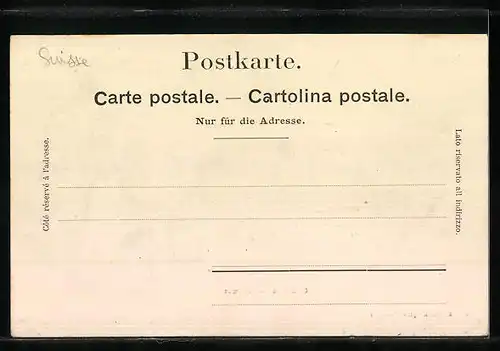 Suisse
Postkarte.
Carte postale. — Cartolina postale.
Nur für die Adresse.
Côté réservé à l'adresse.
Lato riservato all indirizzo.